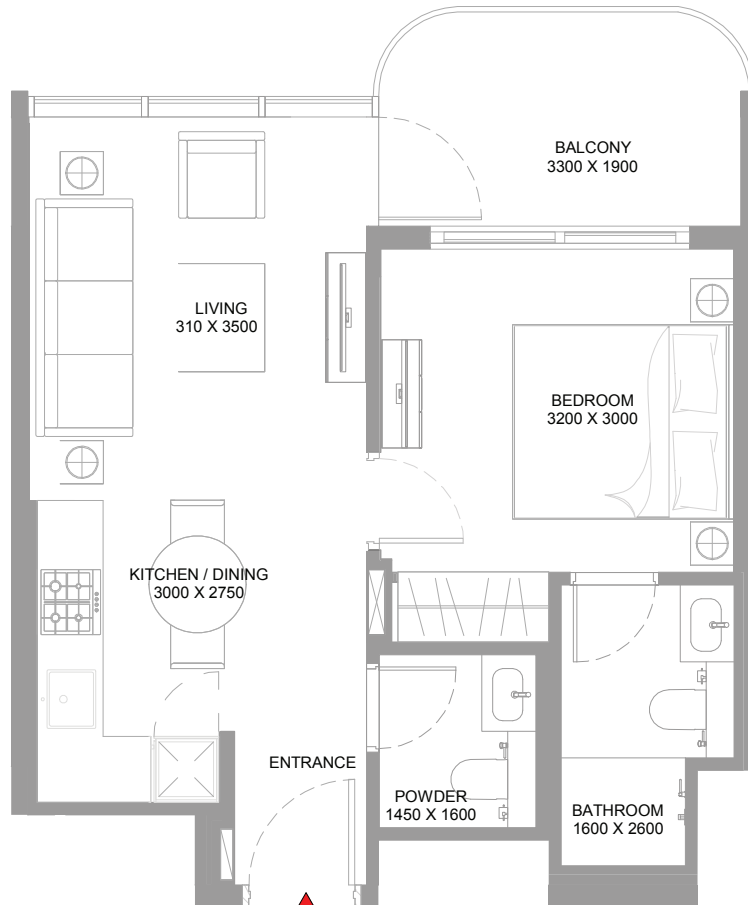 BALCONY
3300 X 1900
LIVING
310 X 3500
BEDROOM
3200 X 3000
KITCHEN / DINING
3000 X 2750
ENTRANCE
POWDER
1450 X 1600
BATHROOM
1600 X 2600